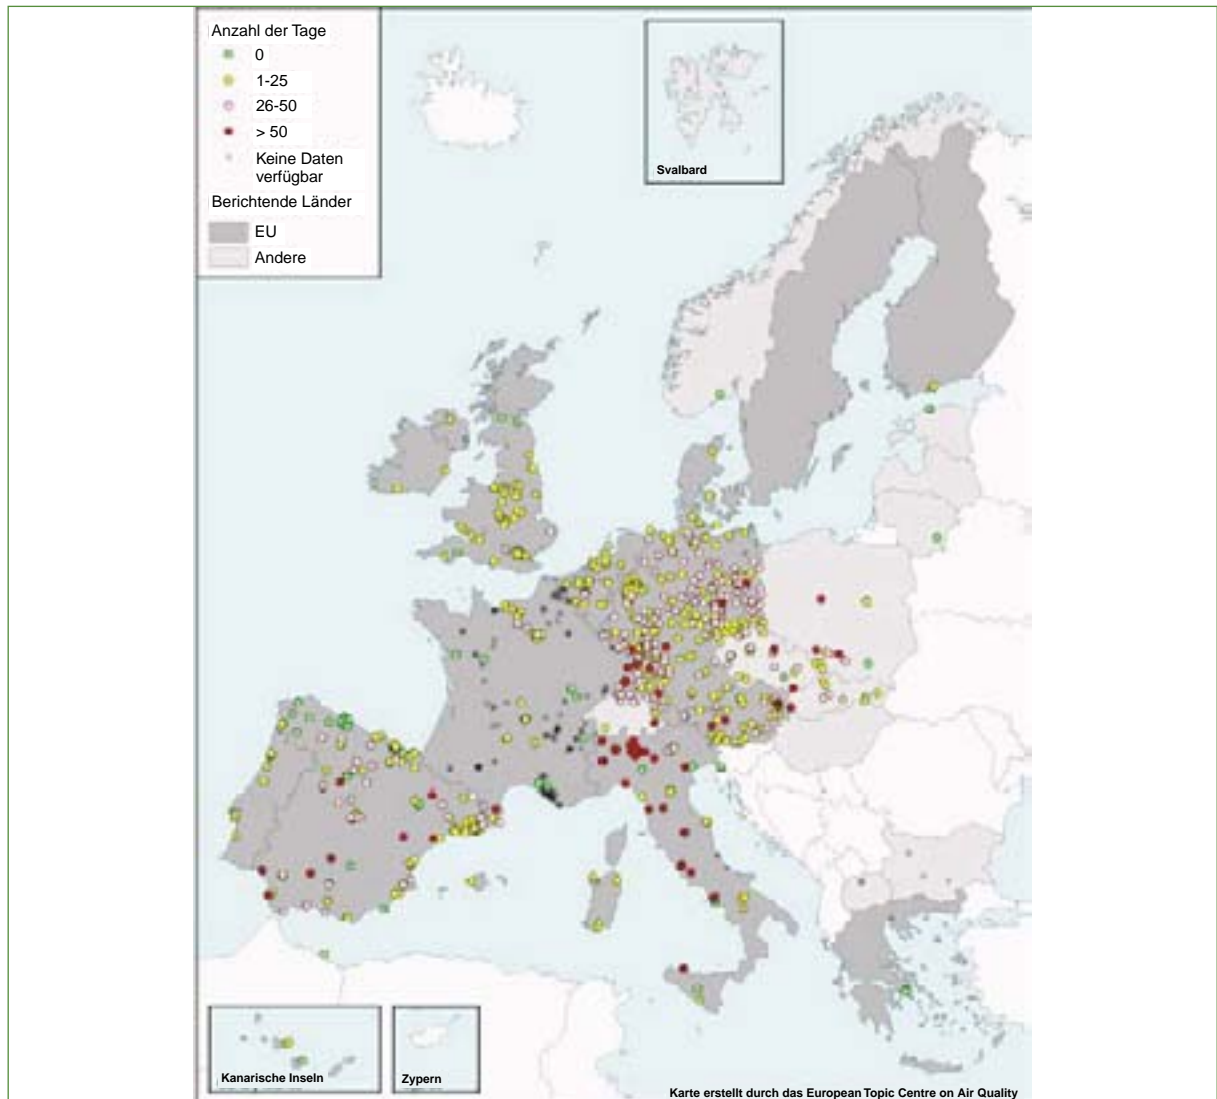 Anzahl der Tage
0
1-25
26-50
> 50
Keine Daten
verfügbar
Berichtende Länder
EU
Andere
Svalbard
Kanarische Inseln
Zypern
Karte erstellt durch das European Topic Centre on Air Quality